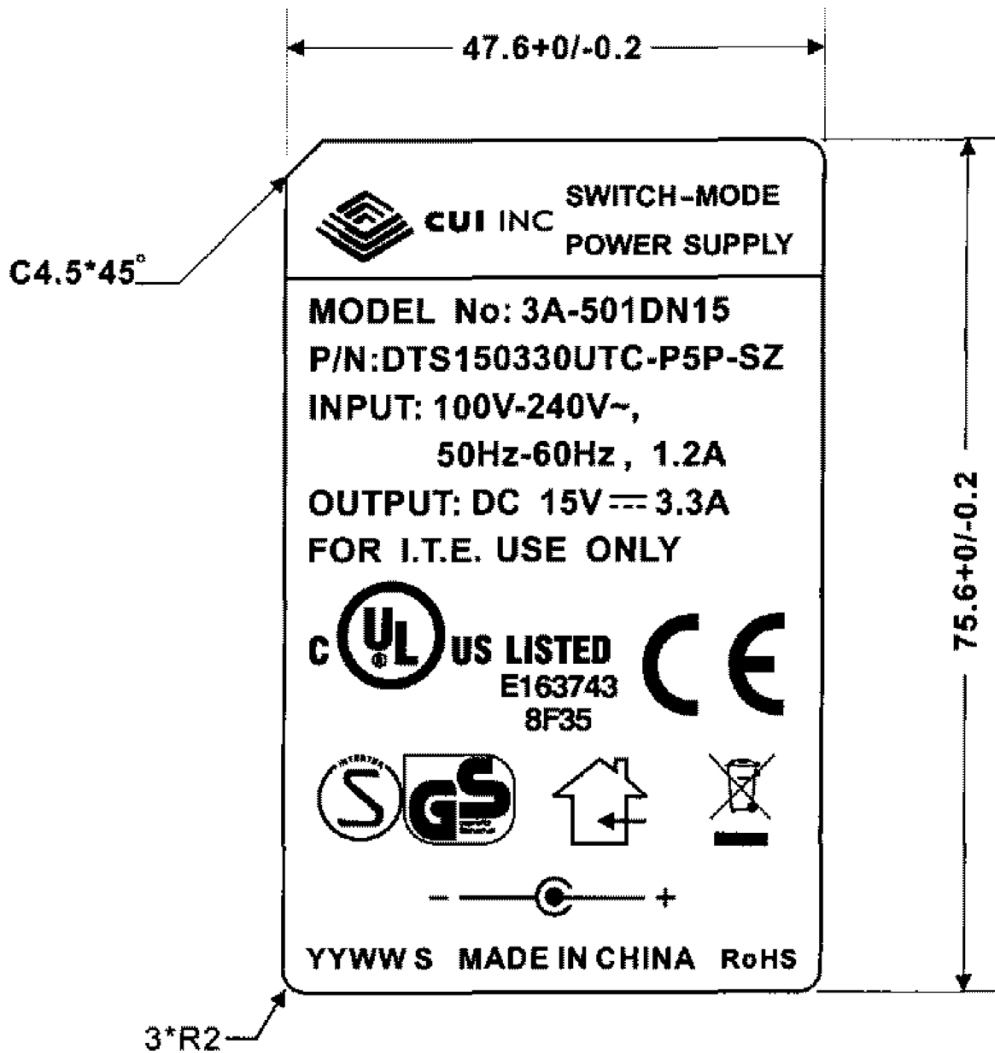 47.6+0/-0.2
C4.5*45°
CUI INC
SWITCH-MODE
POWER SUPPLY
MODEL No: 3A-501DN15
P/N:DTS150330UTC-P5P-SZ
INPUT: 100V-240V~,
50Hz-60Hz, 1.2A
OUTPUT: DC 15V⎓3.3A
FOR I.T.E. USE ONLY
75.6+0/-0.2
C UL® US LISTED
E163743
8F35
CE
INTERTEK
S
GS
- +
YYWW S MADE IN CHINA RoHS
3*R2